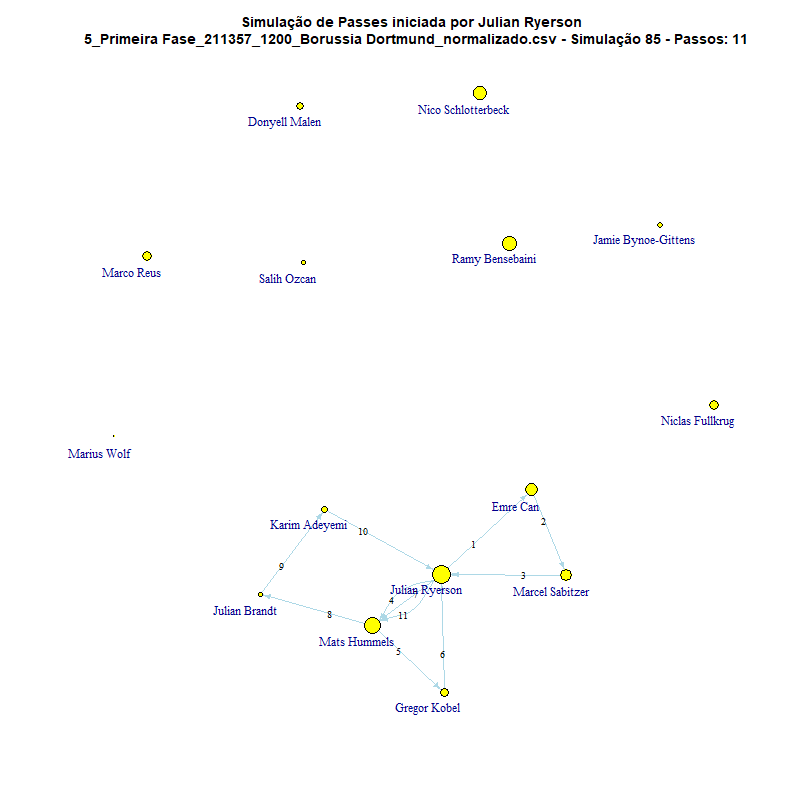 Simulação de Passes iniciada por Julian Ryerson
5_Primeira Fase_211357_1200_Borussia Dortmund_normalizado.csv - Simulação 85 - Passos: 11
Nico Schlotterbeck
Donyell Malen
Jamie Bynoe-Gittens
Ramy Bensebaini
Marco Reus
Salih Ozcan
Niclas Fullkrug
Marius Wolf
Emre Can
Karim Adeyemi
2
10
1
9
3
Julian Ryerson
Marcel Sabitzer
4
7
Julian Brandt
8
11
Mats Hummels
5
6
Gregor Kobel